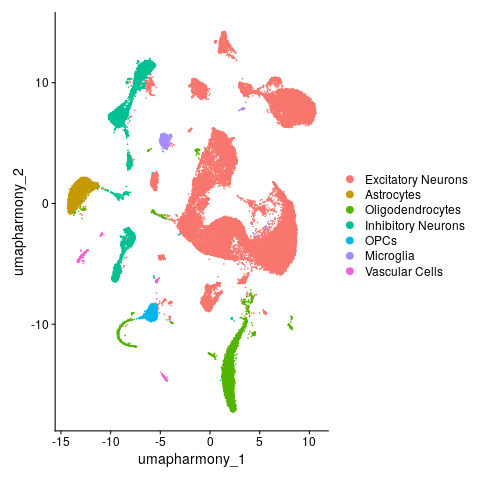 10
0
-10
-15
-10
-5
0
5
10
umapharmony_1
umapharmony_2
Excitatory Neurons
Astrocytes
Oligodendrocytes
Inhibitory Neurons
OPCs
Microglia
Vascular Cells